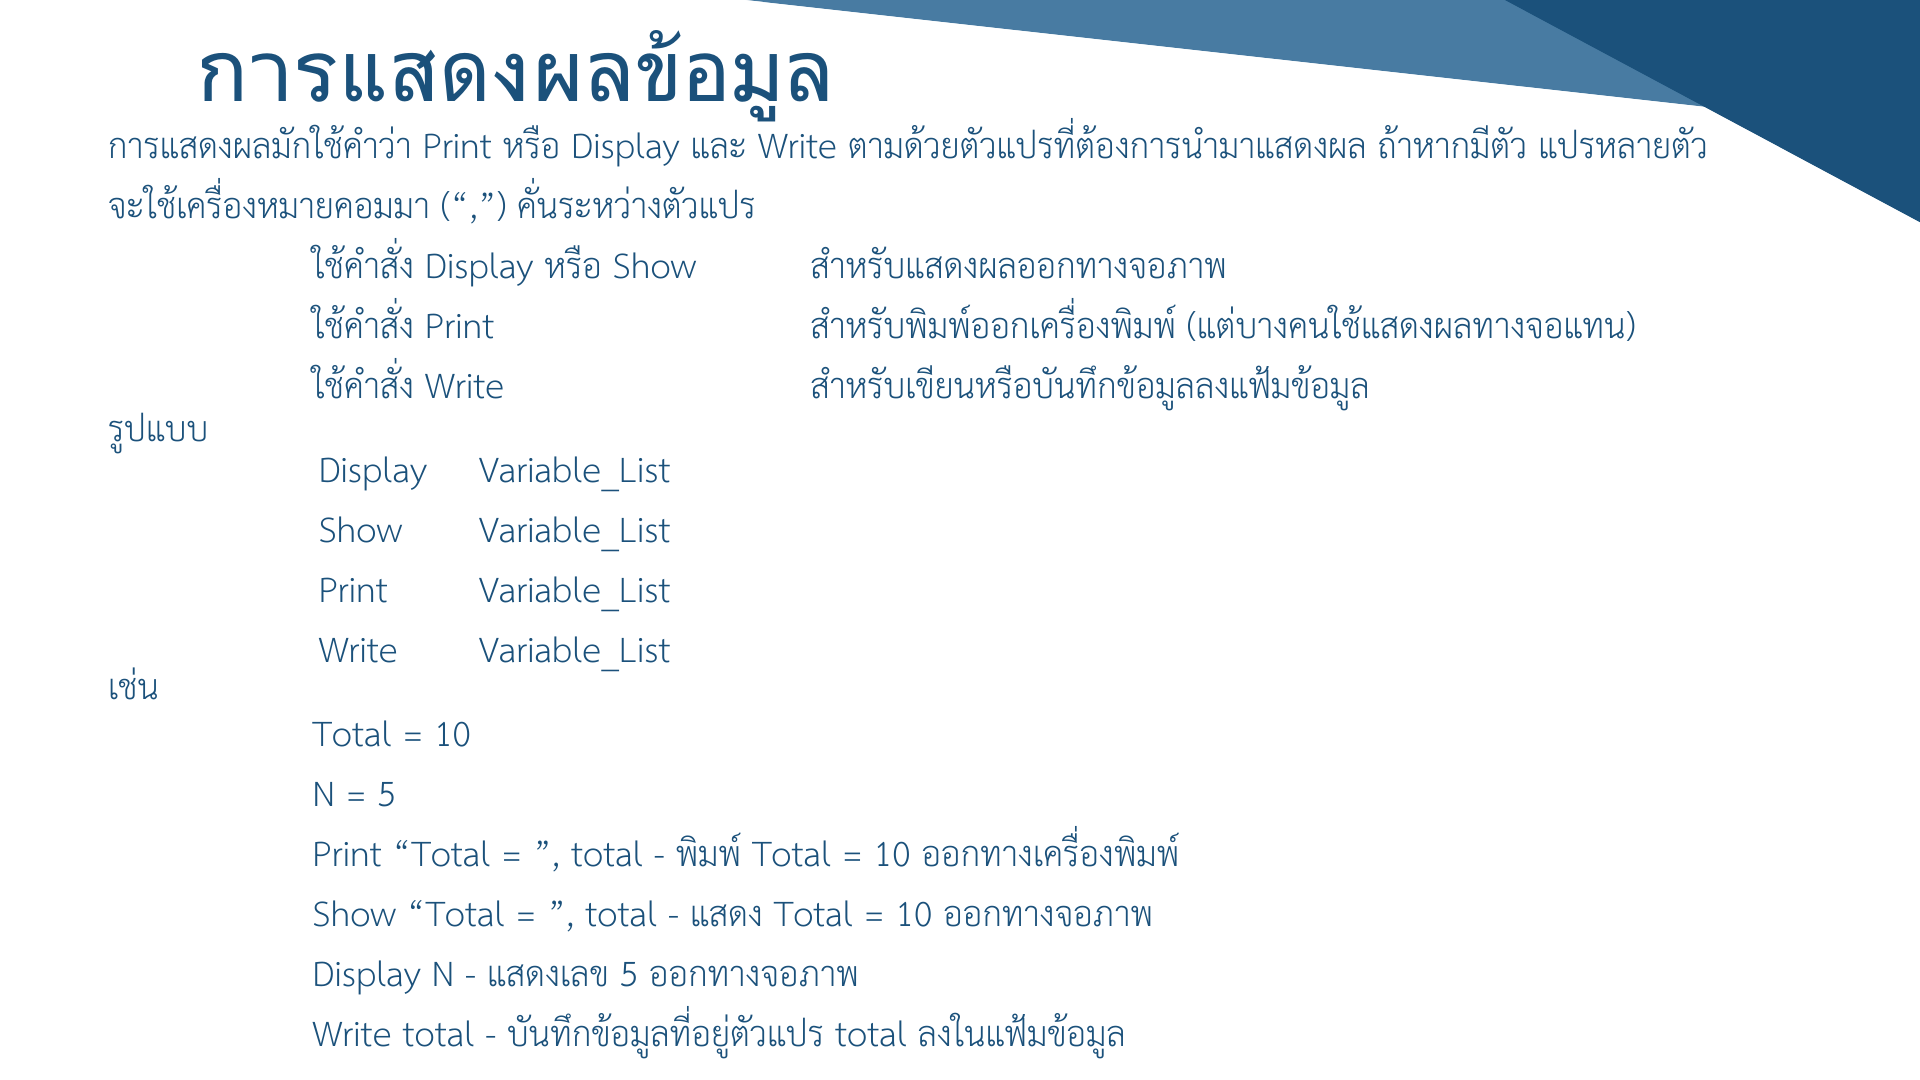 การแสดงผลข้อมูล
การแสดงผลมักใช้คำว่า Print หรือ Display และ Write ตามด้วยตัวแปรที่ต้องการนำมาแสดงผล ถ้าหากมีตัว แปรหลายตัว
จะใช้เครื่องหมายคอมมา (“,”) คั่นระหว่างตัวแปร
ใช้คำสั่ง Display หรือ Show สำหรับแสดงผลออกทางจอภาพ
ใช้คำสั่ง Print สำหรับพิมพ์ออกเครื่องพิมพ์ (แต่บางคนใช้แสดงผลทางจอแทน)
ใช้คำสั่ง Write สำหรับเขียนหรือบันทึกข้อมูลลงแฟ้มข้อมูล
รูปแบบ
Display Variable_List
Show Variable_List
Print Variable_List
Write Variable_List
เช่น
Total = 10
N = 5
Print “Total = ”, total - พิมพ์ Total = 10 ออกทางเครื่องพิมพ์
Show “Total = ”, total - แสดง Total = 10 ออกทางจอภาพ
Display N - แสดงเลข 5 ออกทางจอภาพ
Write total - บันทึกข้อมูลที่อยู่ตัวแปร total ลงในแฟ้มข้อมูล